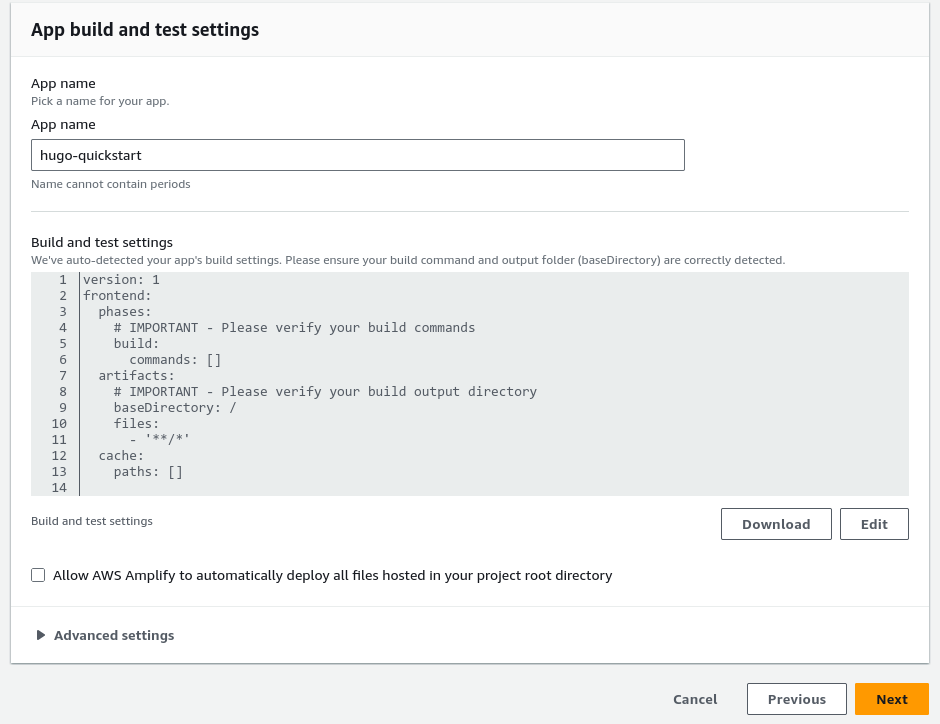 App build and test settings
App name
Pick a name for your app.
App name
hugo-quickstart
Name cannot contain periods
Build and test settings
We've auto-detected your app's build settings. Please ensure your build command and output folder (baseDirectory) are correctly detected.
1 version: 1
2 frontend:
3   phases:
4     # IMPORTANT - Please verify your build commands
5     build:
6       commands: []
7   artifacts:
8     # IMPORTANT - Please verify your build output directory
9     baseDirectory: /
10     files:
11       - '**/*'
12   cache:
13     paths: []
14
Build and test settings
Download
Edit
Allow AWS Amplify to automatically deploy all files hosted in your project root directory
Advanced settings
Cancel
Previous
Next